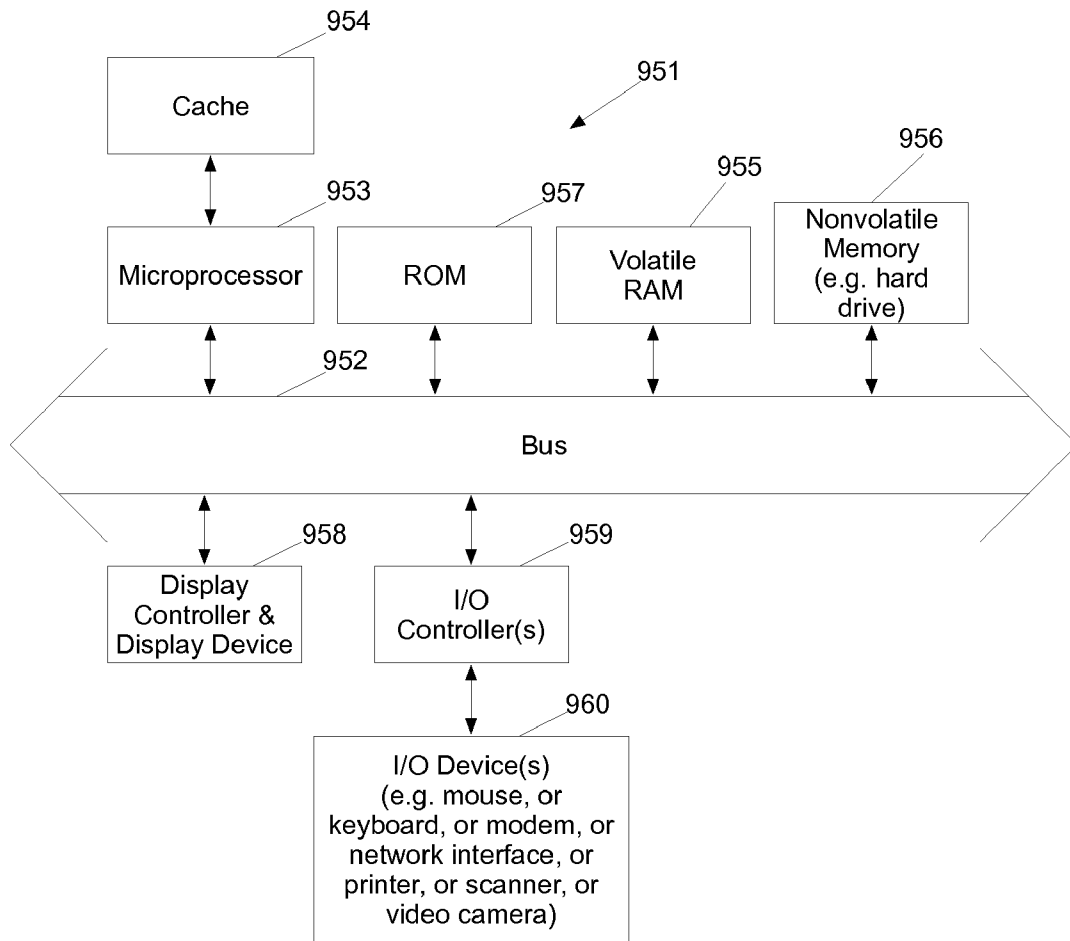 954
Cache
951
953
Microprocessor
957
ROM
955
Volatile
RAM
956
Nonvolatile
Memory
(e.g. hard
drive)
952
Bus
958
Display
Controller &
Display Device
959
I/O
Controller(s)
960
I/O Device(s)
(e.g. mouse, or
keyboard, or modem, or
network interface, or
printer, or scanner, or
video camera)